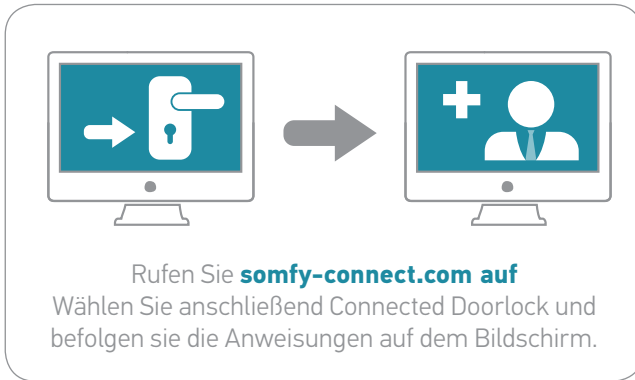 Rufen Sie somfy-connect.com auf
Wählen Sie anschließend Connected Doorlock und
befolgen sie die Anweisungen auf dem Bildschirm.